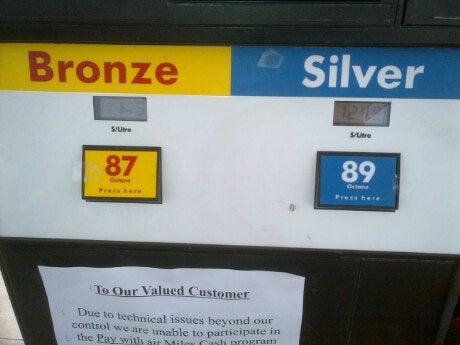 Bronze Silver
$/Litre $/Litre
87 89
Octane Octane
Press here Press here
To Our Valued Customer
Due to technical issues beyond our
control we are unable to participate in
the Pay with air Miles Cash program